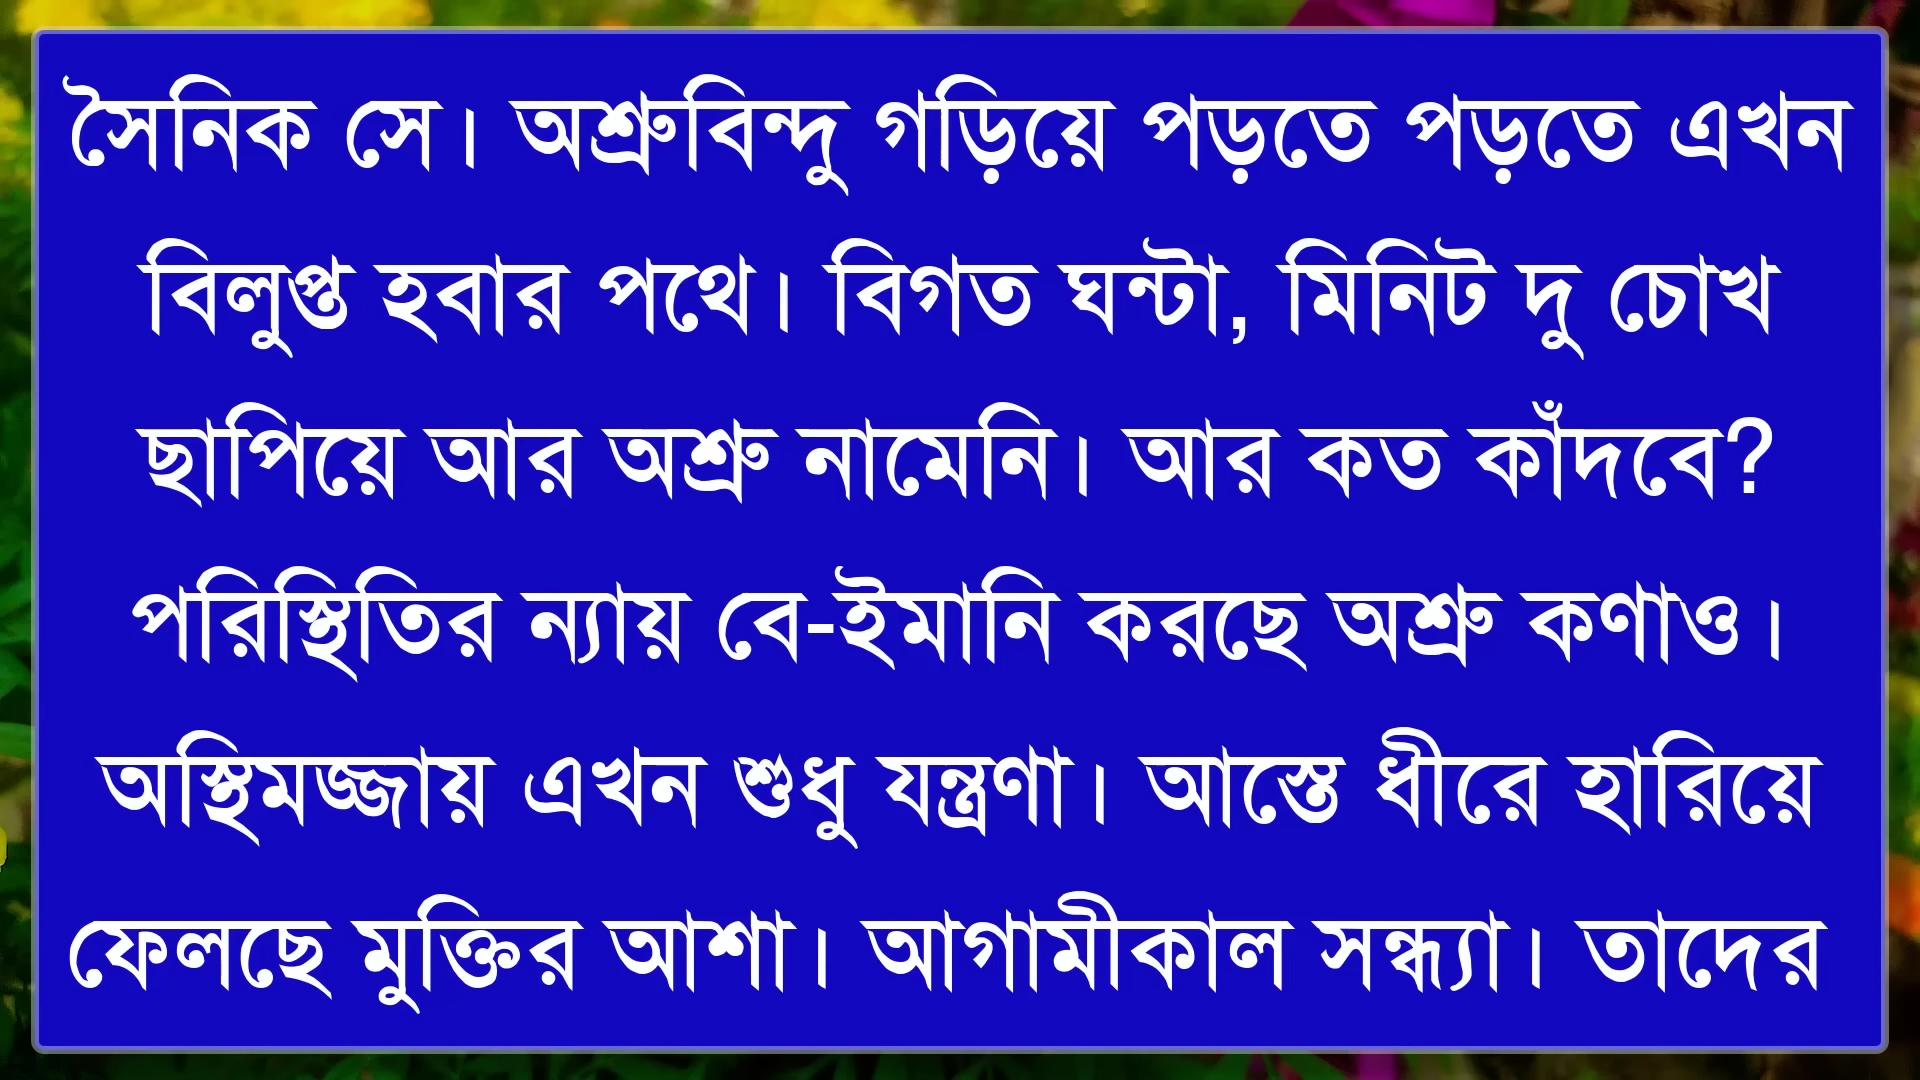 সৈনিক সে। অশ্রুবিন্দু গড়িয়ে পড়তে পড়তে এখন
বিলুপ্ত হবার পথে। বিগত ঘন্টা, মিনিট দু চোখ
ছাপিয়ে আর অশ্রু নামেনি। আর কত কাঁদবে?
পরিস্থিতির ন্যায় বে-ইমানি করছে অশ্রু কণাও।
অস্থিমজ্জায় এখন শুধু যন্ত্রণা। আস্তে ধীরে হারিয়ে
ফেলছে মুক্তির আশা। আগামীকাল সন্ধ্যা। তাদের